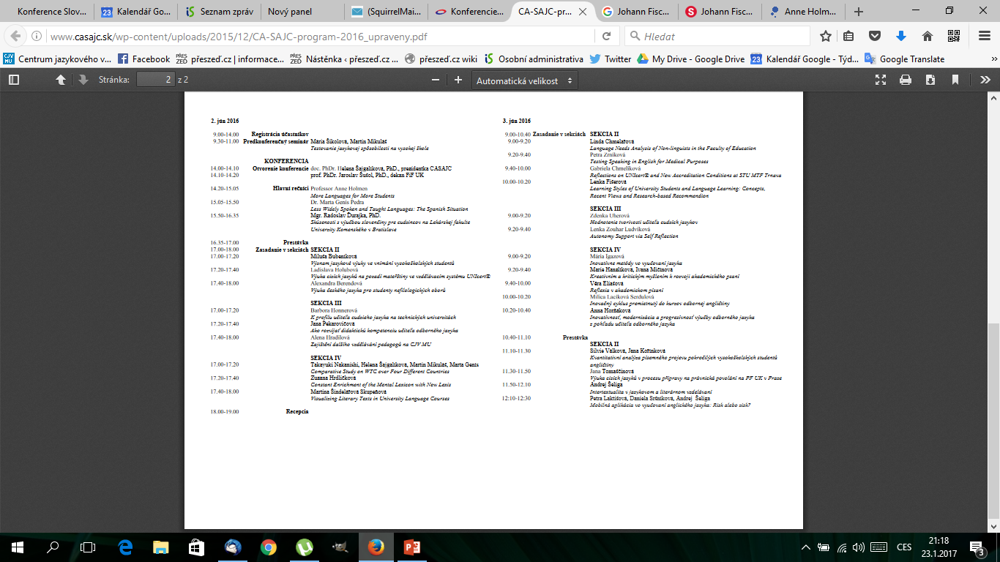 Konference Slov...
Kalendář Go...
Seznam zpráv
Nový panel
(SquirrelMai...
Konferencie...
CA-SAJC-pr...
Johann Fisc...
Johann Fisc...
Anne Holm...
www.casajc.sk/wp-content/uploads/2015/12/CA-SAJC-program-2016_upraveny.pdf
Hledat
Centrum jazykového v...
Facebook
přeszeď.cz | informace...
Nástěnka ‹ přeszeď.cz ...
přeszeď.cz wiki
Osobní administrativa
Twitter
My Drive - Google Drive
Kalendář Google - Týd...
Google Translate
Stránka: 2 z 2
Automatická velikost
2. jún 2016
9.00-14.00 Registrácia účastníkov
9.30-11.00 Predkonferenčný seminár Mária Šikolová, Martin Mikuláš
Testovanie jazykovej spôsobilosti na vysokej škole
KONFERENCIA
14.00-14.10 Otvorenie konferencie doc. PhDr. Helena Šajgalíková, PhD., prezidentka CASAJC
14.10-14.20 prof. PhDr. Jaroslav Šušol, PhD., dekan FiF UK
14.20-15.05 Hlavní rečníci Professor Anne Holmen
More Languages for More Students
15.05-15.50 Dr. Marta Genís Pedra
Less Widely Spoken and Taught Languages: The Spanish Situation
15.50-16.35 Mgr. Radoslav Ďurajka, PhD.
Skúsenosti s výučbou slovenčiny pre cudzincov na Lekárskej fakulte
Univerzity Komenského v Bratislave
16.35-17.00 Prestávka
17.00-18.00 Zasadanie v sekciách SEKCIA II
17.00-17.20 Miluša Bubeníková
Význam jazykové výuky ve vnímání vysokoškolských studentů
17.20-17.40 Ladislava Holubová
Výuka cizích jazyků na pozadí mateřštiny ve vzdělávacím systému UNIcert®
17.40-18.00 Alexandra Berendová
Výuka českého jazyka pro studenty nefilologických oborů
SEKCIA III
17.00-17.20 Barbora Honnerová
K profilu učiteľa cudzieho jazyka na technických univerzitách
17.20-17.40 Jana Pekarovičová
Ako rozvíjať didaktickú kompetenciu učiteľa odborného jazyka
17.40-18.00 Alena Hradilová
Zajištění dalšího vzdělávání pedagogů na CJV MU
SEKCIA IV
17.00-17.20 Takayuki Nakanishi, Helena Šajgalíková, Martin Mikuláš, Marta Genís
Comparative Study on WTC over Four Different Countries
17.20-17.40 Zuzana Hrdličková
Constant Enrichment of the Mental Lexicon with New Lexis
17.40-18.00 Martina Šindelářová Skupeňová
Visualizing Literary Texts in University Language Courses
18.00-19.00 Recepcia
3. jún 2016
9.00-10.40 Zasadanie v sekciách SEKCIA II
9.00-9.20 Linda Chmelařová
Language Needs Analysis of Non-linguists in the Faculty of Education
9.20-9.40 Petra Zrníková
Testing Speaking in English for Medical Purposes
9.40-10.00 Gabriela Chmelíková
Reflections on UNIcert® and New Accreditation Conditions at STU MTF Trnava
10.00-10.20 Lenka Fišerová
Learning Styles of University Students and Language Learning: Concepts,
Recent Views and Research-based Recommendion
SEKCIA III
9.00-9.20 Zdenka Uherová
Hodnotenie tvorivosti učiteľa cudzích jazykov
9.20-9.40 Lenka Zouhar Ludvíková
Autonomy Support via Self Reflection
SEKCIA IV
9.00-9.20 Mária Igazová
Inovatívne metódy vo vyučovaní jazyka
9.20-9.40 Marie Hanzlíková, Ivana Mičínová
Kreativním a kritickým myšlením k rozvoji akademického psaní
9.40-10.00 Věra Eliašová
Reflexia v akademickom písaní
10.00-10.20 Milica Lacíková Serdulová
Inovačný cyklus premietnutý do kurzov odbornej angličtiny
10.20-10.40 Anna Horňáková
Inovatívnosť, modernizácia a progresívnosť výučby odborného jazyka
z pohľadu učiteľa odborného jazyka
10.40-11.10 Prestávka
SEKCIA II
11.10-11.30 Silvie Válková, Jana Kořínková
Kvantitativní analýza písemného projevu pokročilých vysokoškolských studentů
angličtiny
11.30-11.50 Jana Tomaščínová
Výuka cizích jazyků v procesu přípravy na právnická povolání na PF UK v Praze
11.50-12.10 Andrej Šeliga
Intertextualita v jazykovom a literárnom vzdelávaní
12:10-12:30 Petra Laktišová, Daniela Sršníková, Andrej Šeliga
Mobilná aplikácia vo vyučovaní anglického jazyka: Risk alebo zisk?
CES
21:18
23.1.2017
3